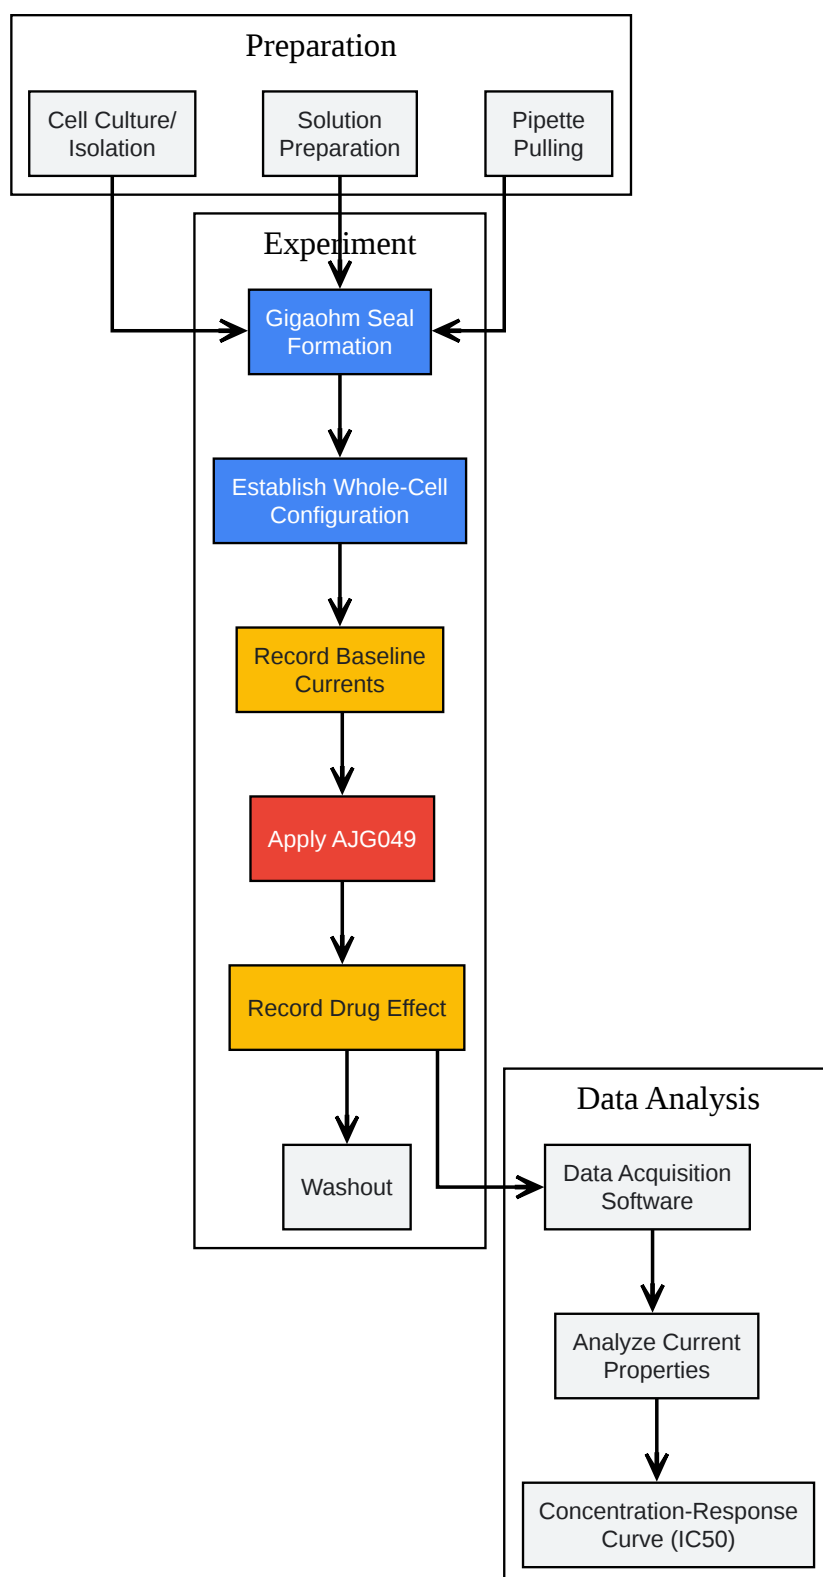 Preparation
Cell Culture/
Isolation
Solution
Preparation
Pipette
Pulling
Experiment
Gigaohm Seal
Formation
Establish Whole-Cell
Configuration
Record Baseline
Currents
Apply AJG049
Record Drug Effect
Washout
Data Analysis
Data Acquisition
Software
Analyze Current
Properties
Concentration-Response
Curve (IC50)